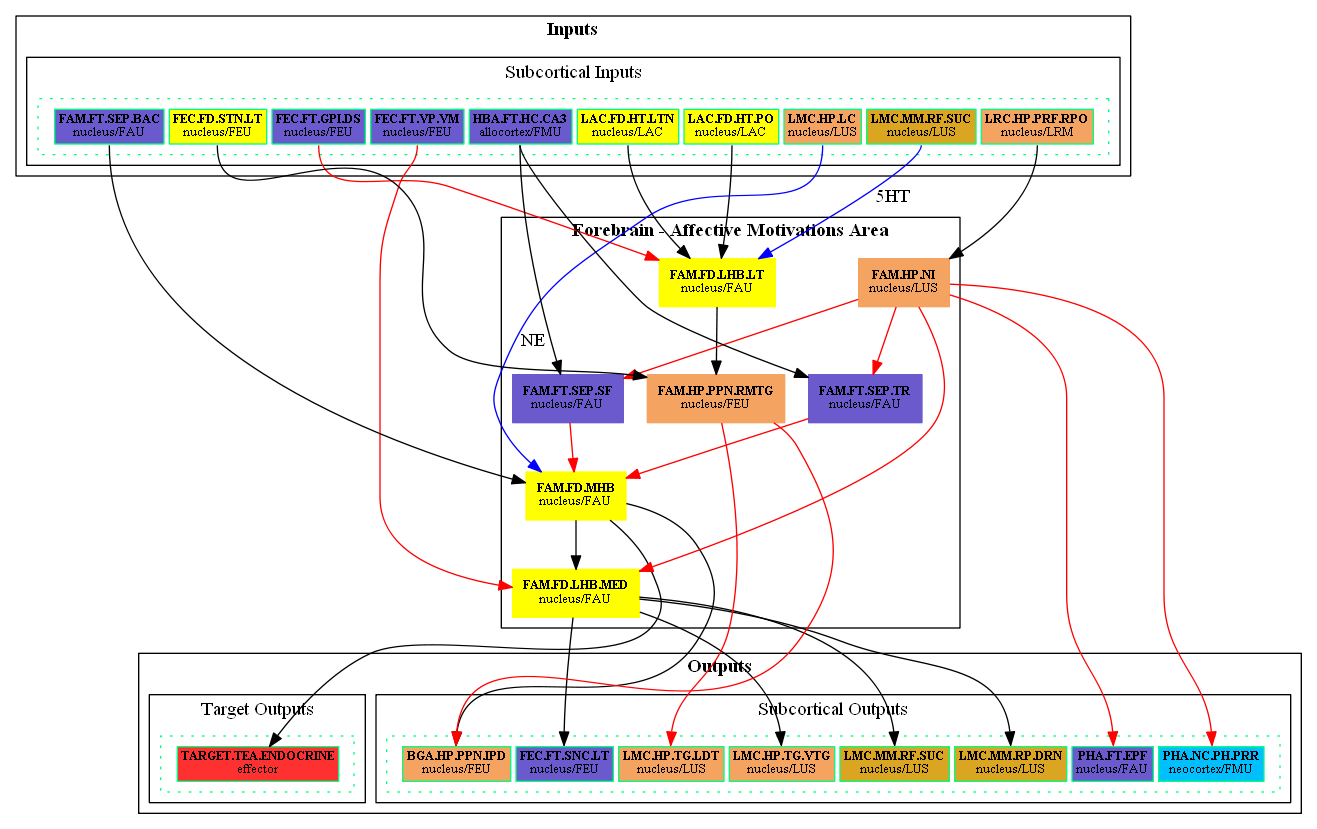 Inputs
Subcortical Inputs
FAM.FT.SEP.BAC
nucleus/FAU
FEC.FD.STN.LT
nucleus/FEU
FEC.FT.GPI.DS
nucleus/FEU
FEC.FT.VP.VM
nucleus/FEU
HBA.FT.HC.CA3
allocortex/FMU
LAC.FD.HT.LTN
nucleus/LAC
LAC.FD.HT.PO
nucleus/LAC
LMC.HP.LC
nucleus/LUS
LMC.MM.RF.SUC
nucleus/LUS
LRC.HP.PRF.RPO
nucleus/LRM
5HT
Forebrain - Affective Motivations Area
FAM.FD.LHB.LT
nucleus/FAU
FAM.HP.NI
nucleus/LUS
NE
FAM.FT.SEP.SF
nucleus/FAU
FAM.HP.PPN.RMTG
nucleus/FEU
FAM.FT.SEP.TR
nucleus/FAU
FAM.FD.MHB
nucleus/FAU
FAM.FD.LHB.MED
nucleus/FAU
Outputs
Target Outputs
TARGET.TEA.ENDOCRINE
effector
Subcortical Outputs
BGA.HP.PPN.IPD
nucleus/FEU
FEC.FT.SNC.LT
nucleus/FEU
LMC.HP.TG.LDT
nucleus/LUS
LMC.HP.TG.VTG
nucleus/LUS
LMC.MM.RF.SUC
nucleus/LUS
LMC.MM.RP.DRN
nucleus/LUS
PHA.FT.EPF
nucleus/FAU
PHA.NC.PH.PRR
neocortex/FMU